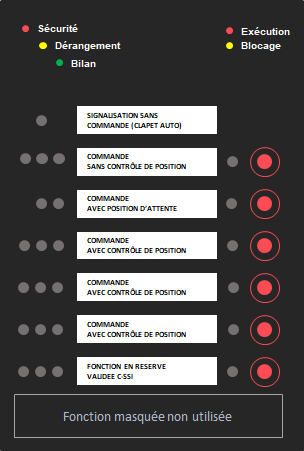 Sécurité
Dérangement
Bilan
Exécution
Blocage
SIGNALISATION SANS
COMMANDE (CLAPET AUTO)
COMMANDE
SANS CONTRÔLE DE POSITION
COMMANDE
AVEC POSITION D'ATTENTE
COMMANDE
AVEC CONTRÔLE DE POSITION
COMMANDE
AVEC CONTRÔLE DE POSITION
COMMANDE
AVEC CONTRÔLE DE POSITION
FONCTION EN RESERVE
VALIDEE C-SSI
Fonction masquée non utilisée